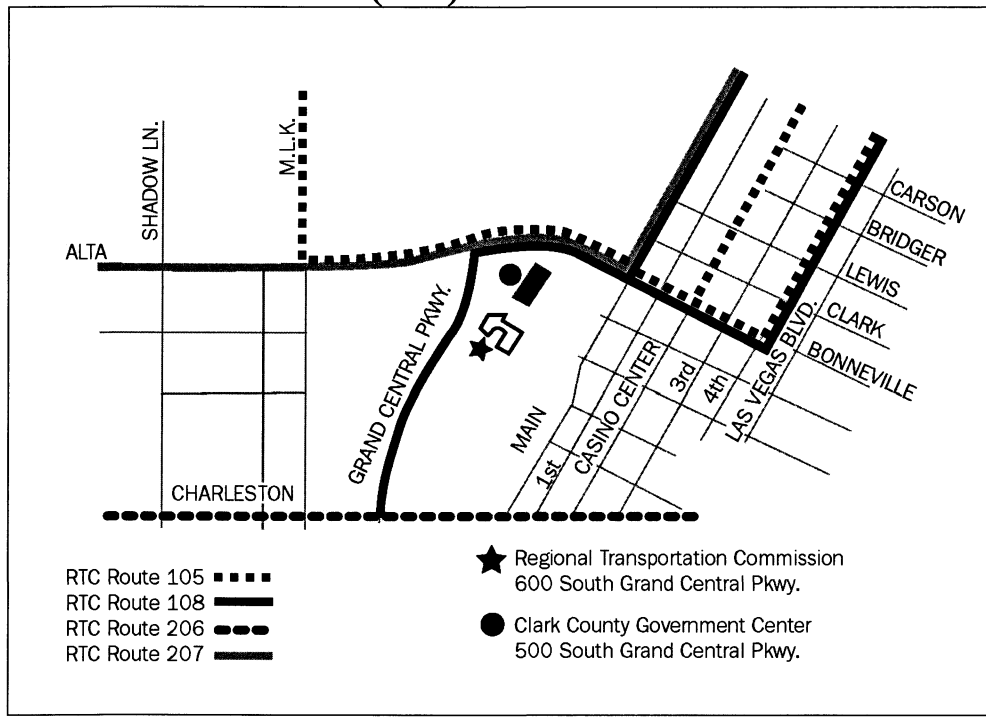 SHADOW LN.
M.L.K.
ALTA
GRAND CENTRAL PKWY.
CARSON
BRIDGER
LEWIS
CLARK
BONNEVILLE
LAS VEGAS BLVD.
4th
3rd
CASINO CENTER
1st
MAIN
CHARLESTON
RTC Route 105
RTC Route 108
RTC Route 206
RTC Route 207
Regional Transportation Commission
600 South Grand Central Pkwy.
Clark County Government Center
500 South Grand Central Pkwy.